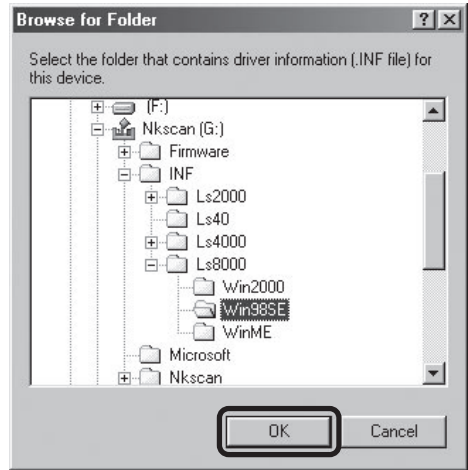 Browse for Folder
Select the folder that contains driver information (.INF file) for
this device.
(F:)
Nkscan (G:)
Firmware
INF
Ls2000
Ls40
Ls4000
Ls8000
Win2000
Win98SE
WinME
Microsoft
Nkscan
OK Cancel